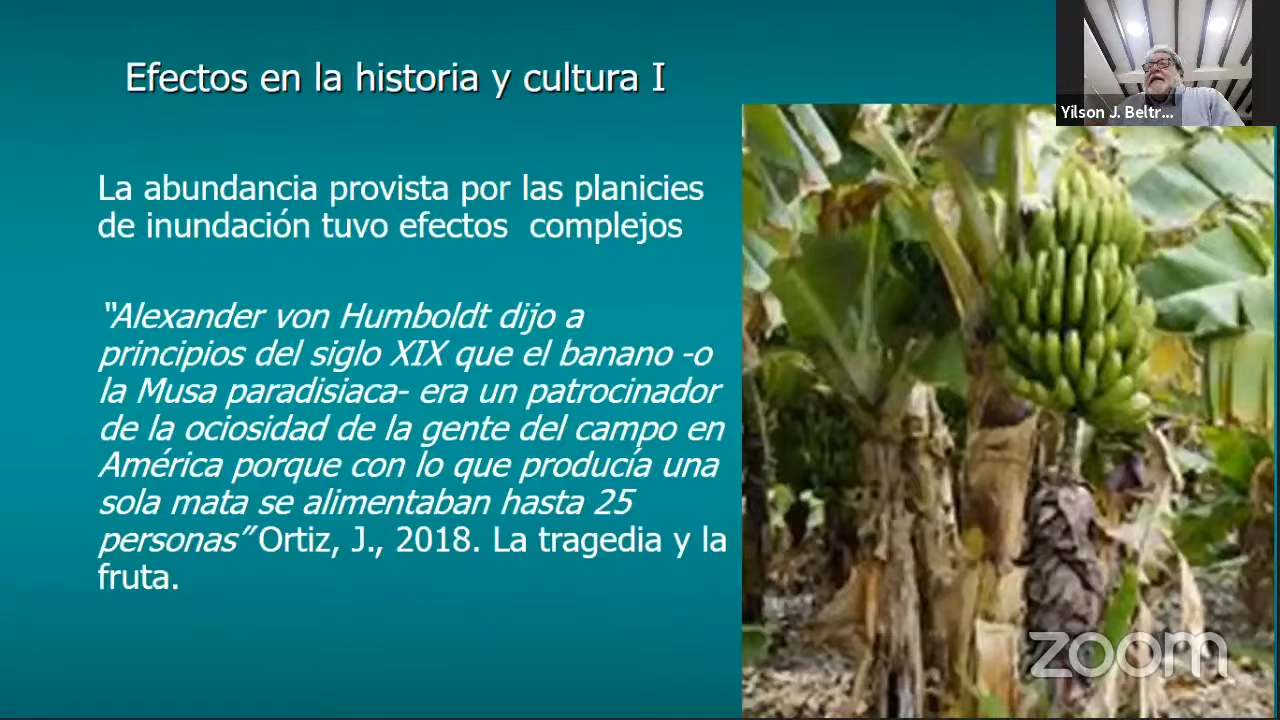 Efectos en la historia y cultura I
Yilson J. Beltr...
La abundancia provista por las planicies
de inundación tuvo efectos complejos
"Alexander von Humboldt dijo a
principios del siglo XIX que el banano -o
la Musa paradisiaca- era un patrocinador
de la ociosidad de la gente del campo en
América porque con lo que producía una
sola mata se alimentaban hasta 25
personas" Ortiz, J., 2018. La tragedia y la
fruta.
zoom